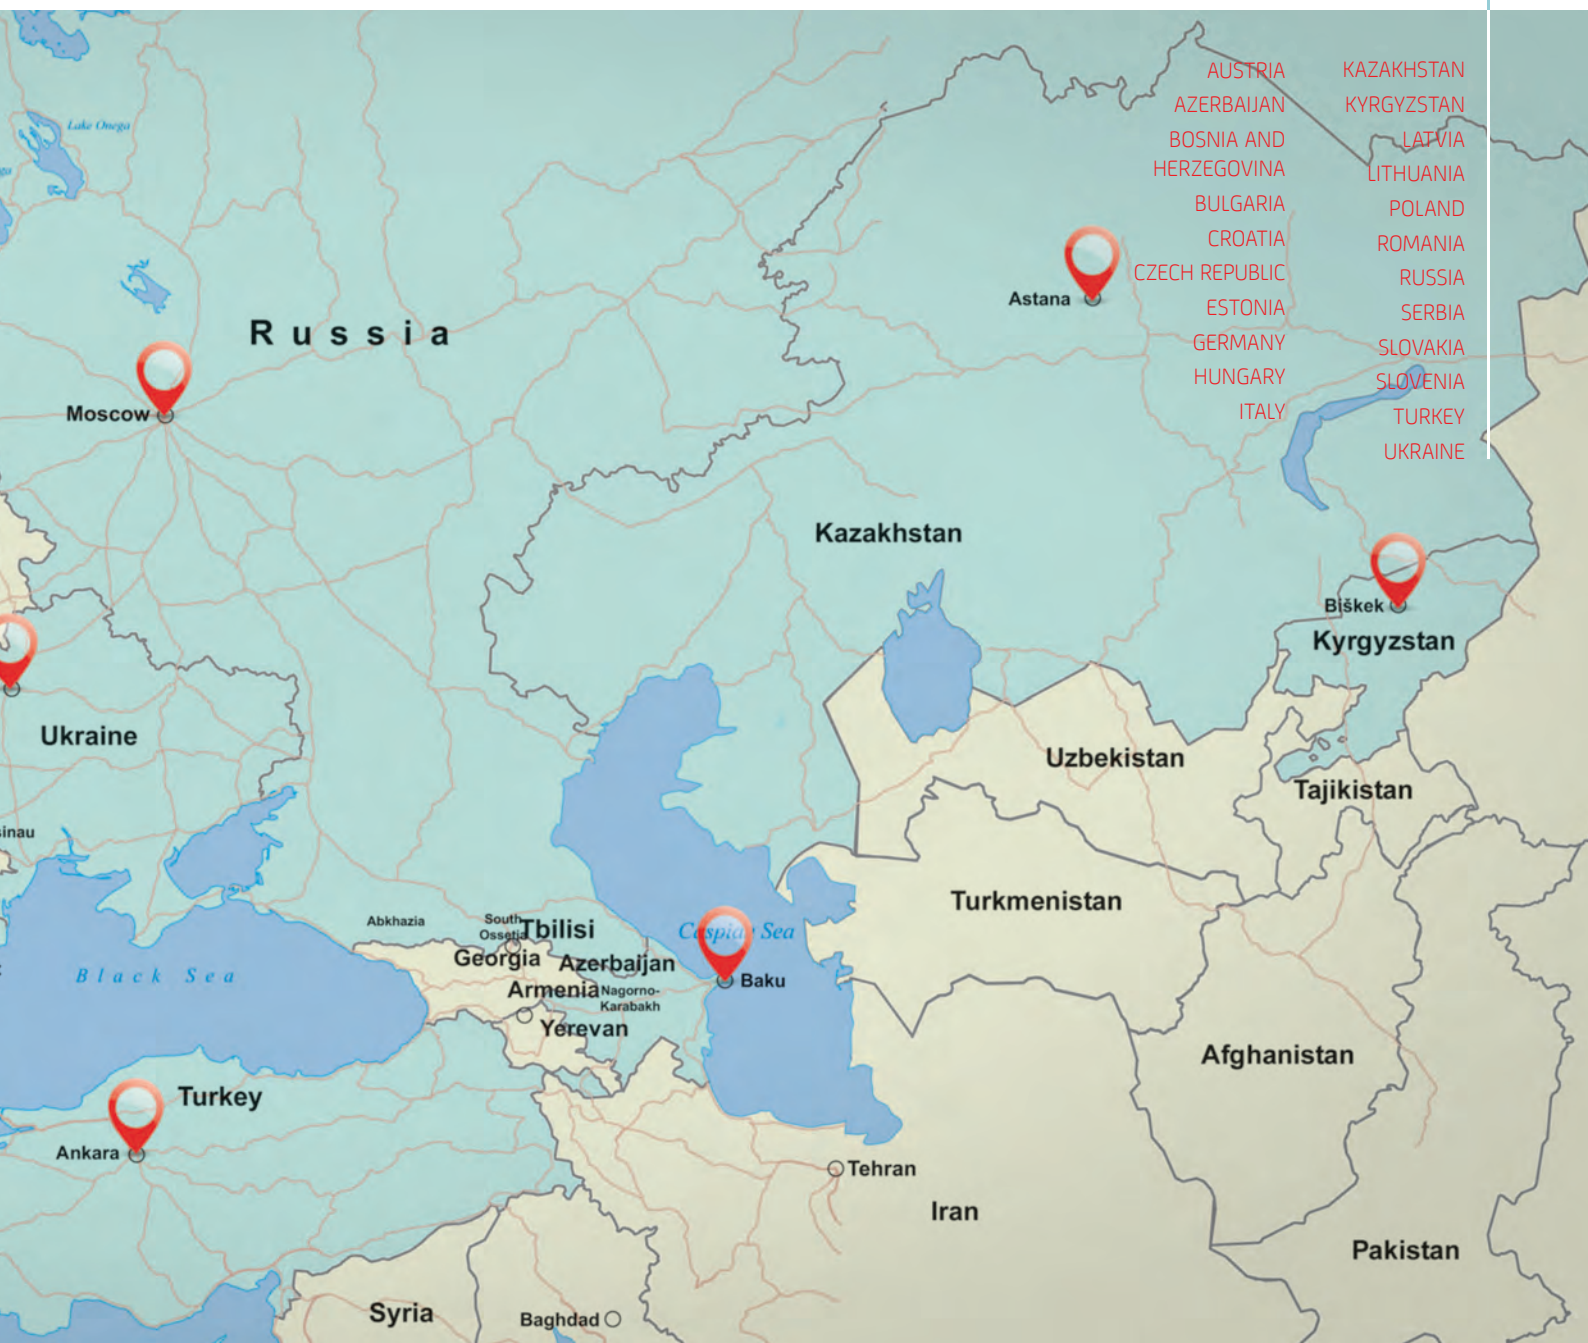 AUSTRIA
AZERBAIJAN
BOSNIA AND
HERZEGOVINA
BULGARIA
CROATIA
CZECH REPUBLIC
ESTONIA
GERMANY
HUNGARY
ITALY
KAZAKHSTAN
KYRGYZSTAN
LATVIA
LITHUANIA
POLAND
ROMANIA
RUSSIA
SERBIA
SLOVAKIA
SLOVENIA
TURKEY
UKRAINE
Lake Onega
Astana
Russia
Moscow
Kazakhstan
Biškek
Kyrgyzstan
Ukraine
Uzbekistan
Tajikistan
sinau
Turkmenistan
Abkhazia
South
Ossetia
Tbilisi
Caspian Sea
Georgia
Azerbaijan
Black Sea
Baku
Armenia
Nagorno-
Karabakh
Yerevan
Afghanistan
Turkey
Ankara
Tehran
Iran
Pakistan
Syria
Baghdad